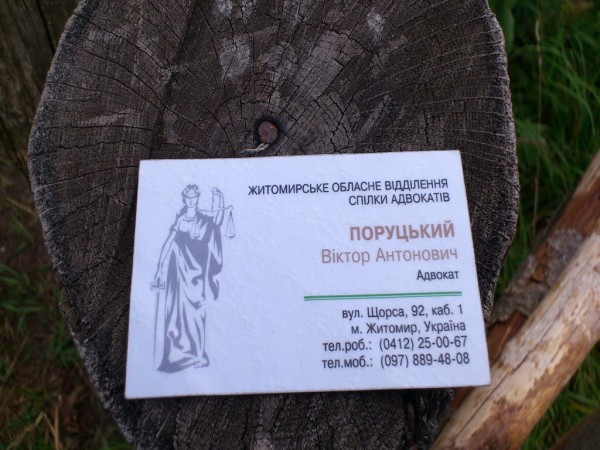 ЖИТОМИРСЬКЕ ОБЛАСНЕ ВІДДІЛЕННЯ
СПІЛКИ АДВОКАТІВ
ПОРУЦЬКИЙ
Віктор Антонович
Адвокат
вул. Щорса, 92, каб. 1
м. Житомир, Україна
тел.роб.: (0412) 25-00-67
тел.моб.: (097) 889-48-08